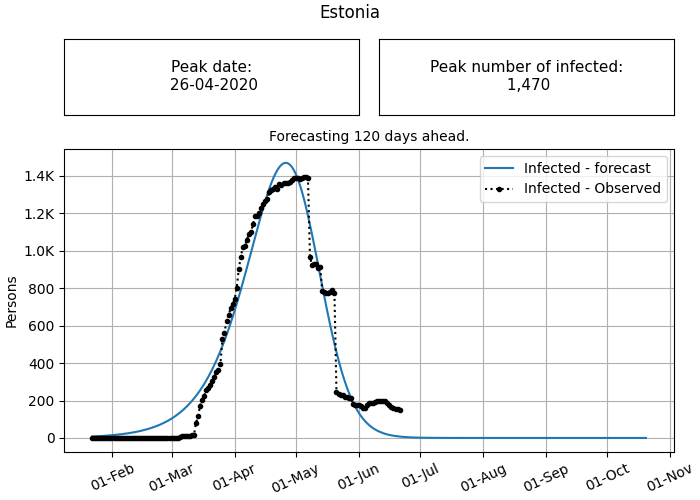 Estonia
Peak date:
26-04-2020
Peak number of infected:
1,470
Forecasting 120 days ahead.
Infected - forecast
Infected - Observed
Persons
1.4K
1.2K
1.0K
800
600
400
200
0
01-Feb
01-Mar
01-Apr
01-May
01-Jun
01-Jul
01-Aug
01-Sep
01-Oct
01-Nov